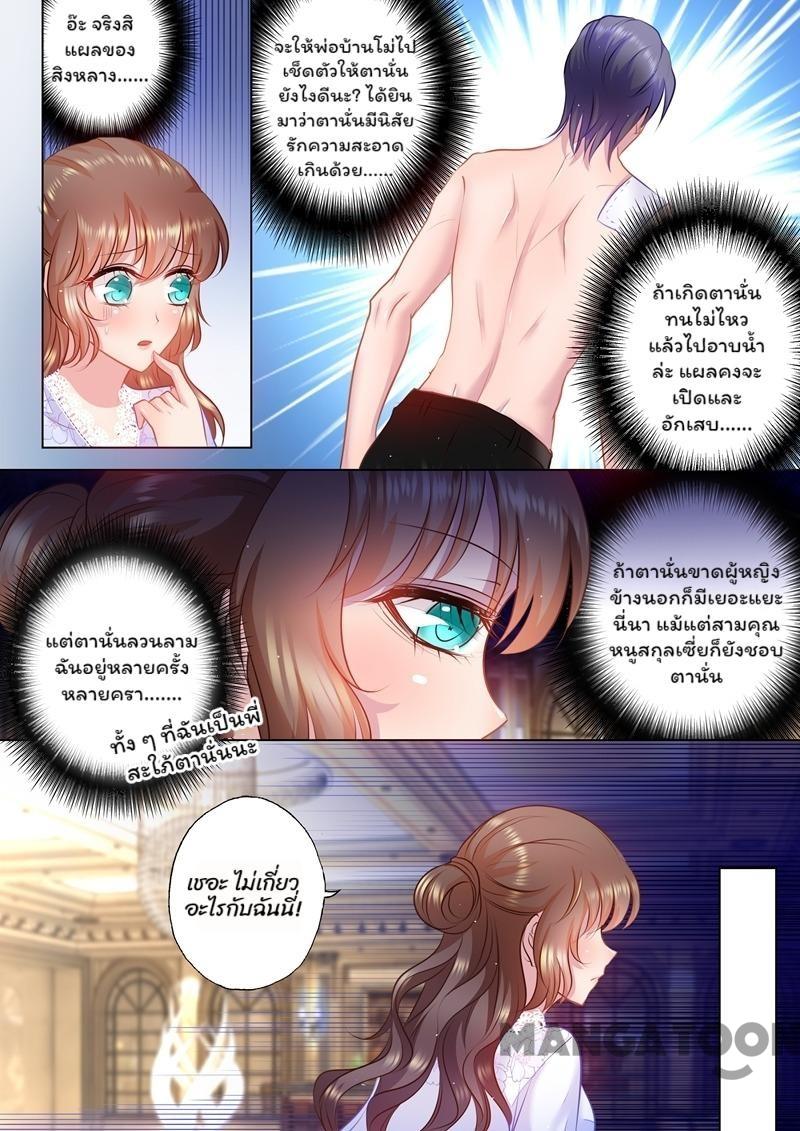 อ๊ะ จริงสิ
แผลของ
สิงหลาง......
จะให้พ่อบ้านโม่ไป
เช็ดตัวให้ตานั่น
ยังไงดีนะ? ได้ยิน
มาว่าตานั่นมีนิสัย
รักความสะอาด
เกินด้วย......
ถ้าเกิดตานั่น
ทนไม่ไหว
แล้วไปอาบน้ำ
ล่ะ แผลคงจะ
เปิดและ
อักเสบ......
ถ้าตานั่นขาดผู้หญิง
ข้างนอกก็มีเยอะแยะ
นี่นา แม้แต่สามคุณ
หนูสกุลเซี่ยก็ยังชอบ
ตานั่น
แต่ตานั่นลวนลาม
ฉันอยู่หลายครั้ง
หลายครา.......
ทั้ง ๆ ที่ฉันเป็นพี่
สะใภ้ตานั่นนะ
เชอะ ไม่เกี่ยว
อะไรกับฉันนี่!
MANGATOON